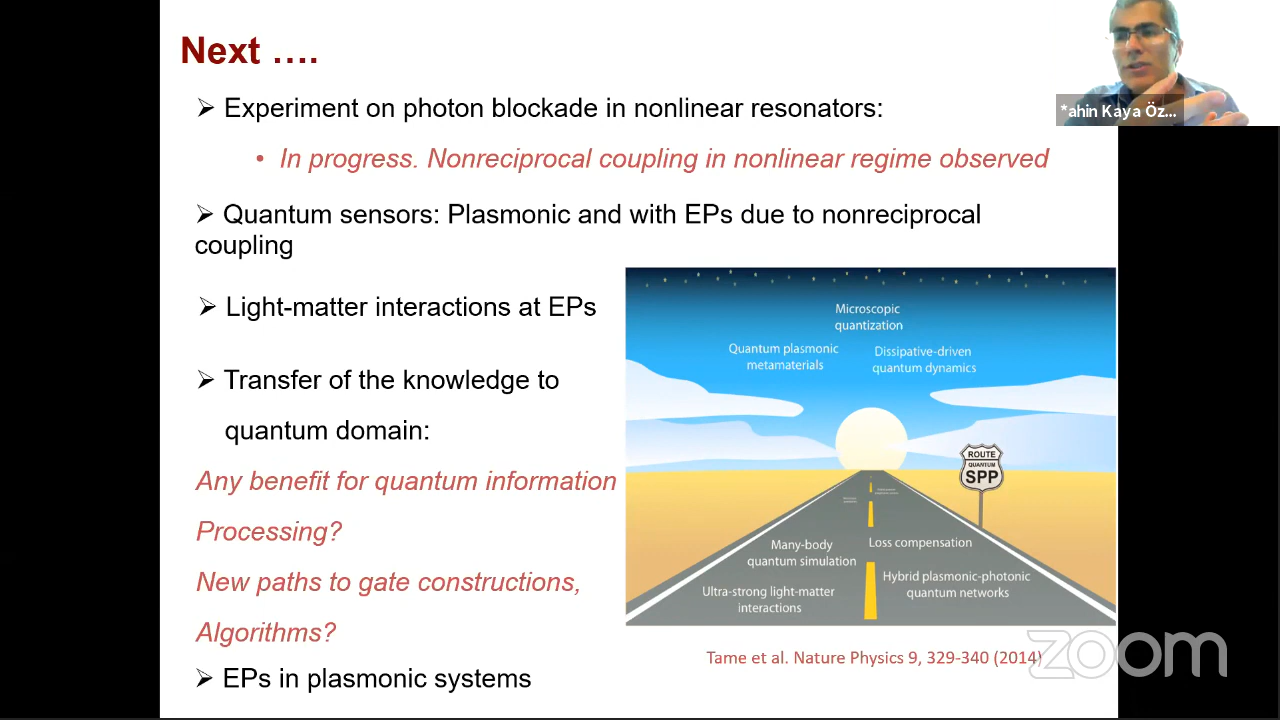 Next ….
➢ Experiment on photon blockade in nonlinear resonators:
• In progress. Nonreciprocal coupling in nonlinear regime observed
➢ Quantum sensors: Plasmonic and with EPs due to nonreciprocal
coupling
➢ Light-matter interactions at EPs
➢ Transfer of the knowledge to
quantum domain:
Any benefit for quantum information
Processing?
New paths to gate constructions,
Algorithms?
➢ EPs in plasmonic systems
Microscopic
quantization
Quantum plasmonic
metamaterials
Dissipative-driven
quantum dynamics
ROUTE
QUANTUM
SPP
Many-body
quantum simulation
Loss compensation
Ultra-strong light-matter
interactions
Hybrid plasmonic-photonic
quantum networks
Tame et al. Nature Physics 9, 329-340 (2014)
*ahin Kaya Öz...
zoom